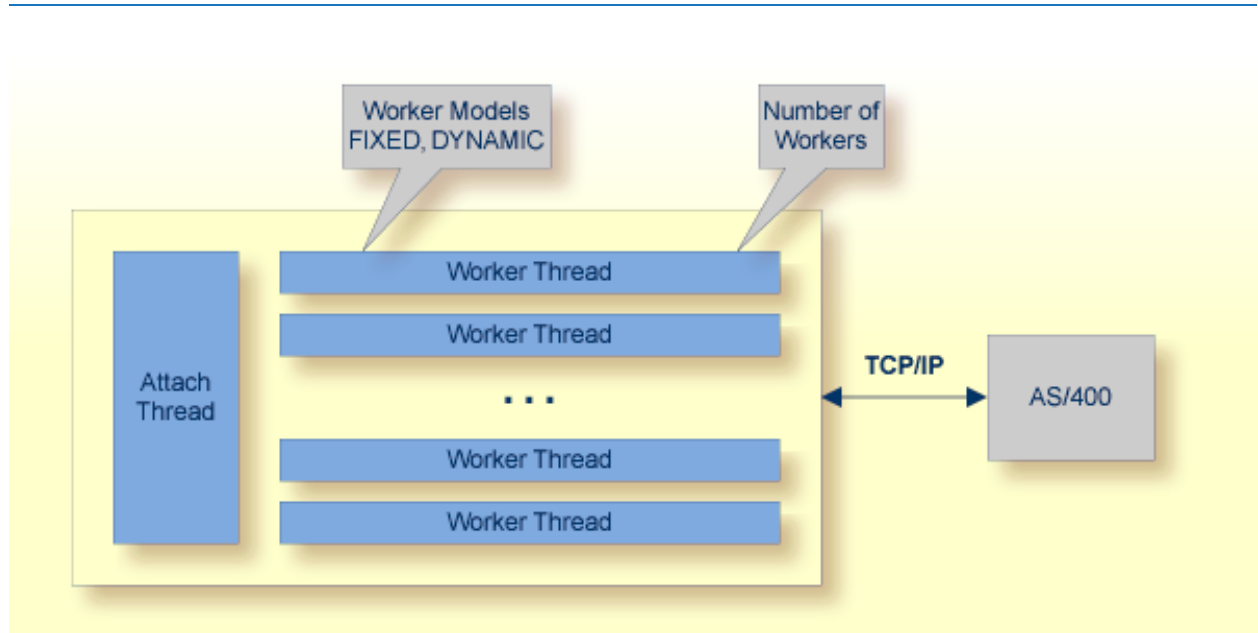 Worker Models
FIXED, DYNAMIC
Number of
Workers
Worker Thread
Worker Thread
Attach
Thread
...
Worker Thread
Worker Thread
TCP/IP
AS/400